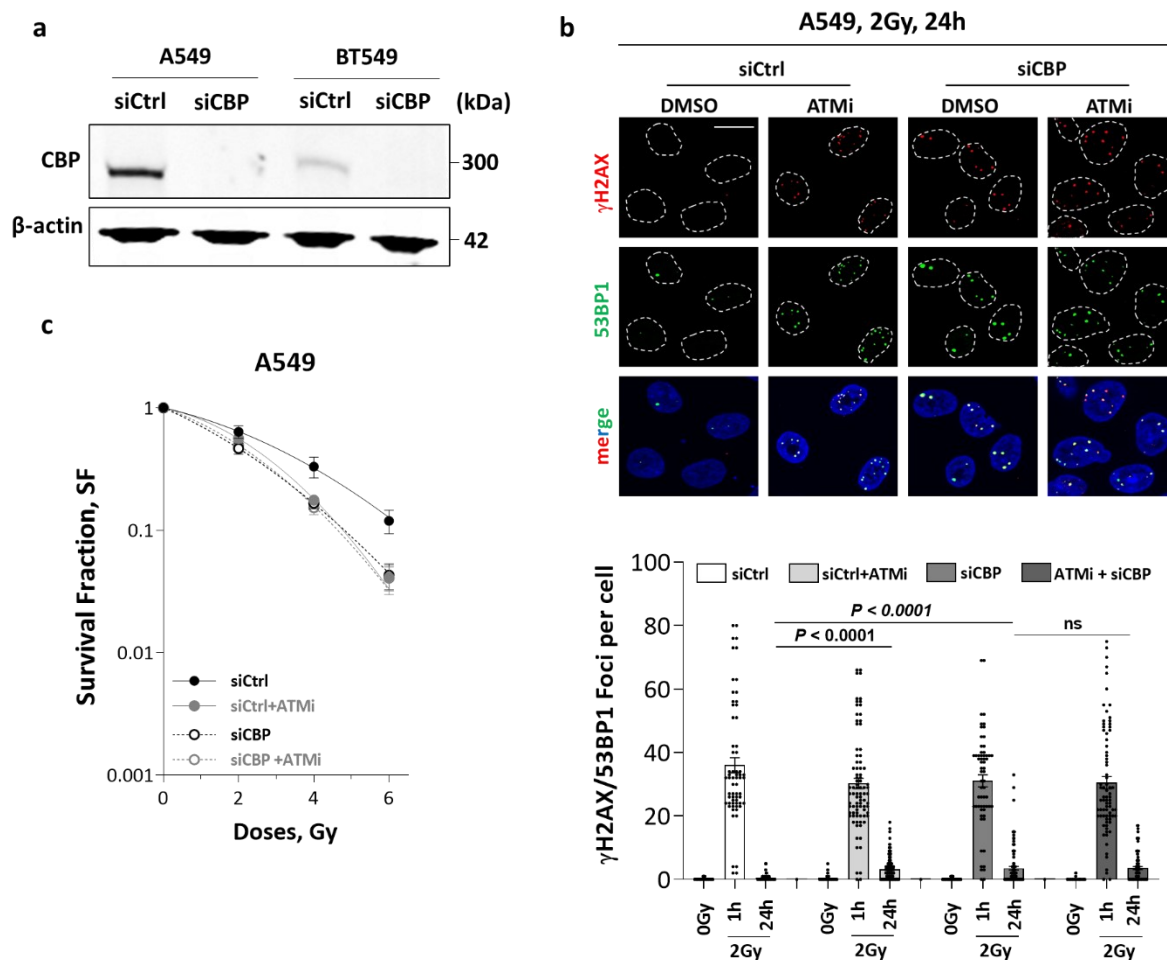 a
A549 BT549
siCtrl siCBP siCtrl siCBP (kDa)
CBP
300
β-actin
42
b
A549, 2Gy, 24h
siCtrl siCBP
DMSO ATMi DMSO ATMi
γH2AX
53BP1
merge
c
A549
Survival Fraction, SF
1
0.1
0.01
0.001
siCtrl
siCtrl+ATMi
siCBP
siCBP +ATMi
0 2 4 6
Doses, Gy
γH2AX/53BP1 Foci per cell
100
80
60
40
20
0
siCtrl siCtrl+ATMi siCBP ATMi + siCBP
P < 0.0001
P < 0.0001
ns
0Gy 1h 24h 0Gy 1h 24h 0Gy 1h 24h 0Gy 1h 24h
2Gy 2Gy 2Gy 2Gy